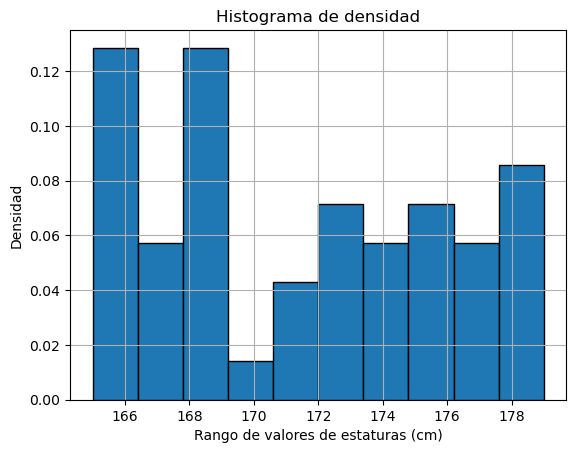 Histograma de densidad
Densidad
0.12
0.10
0.08
0.06
0.04
0.02
0.00
166 168 170 172 174 176 178
Rango de valores de estaturas (cm)